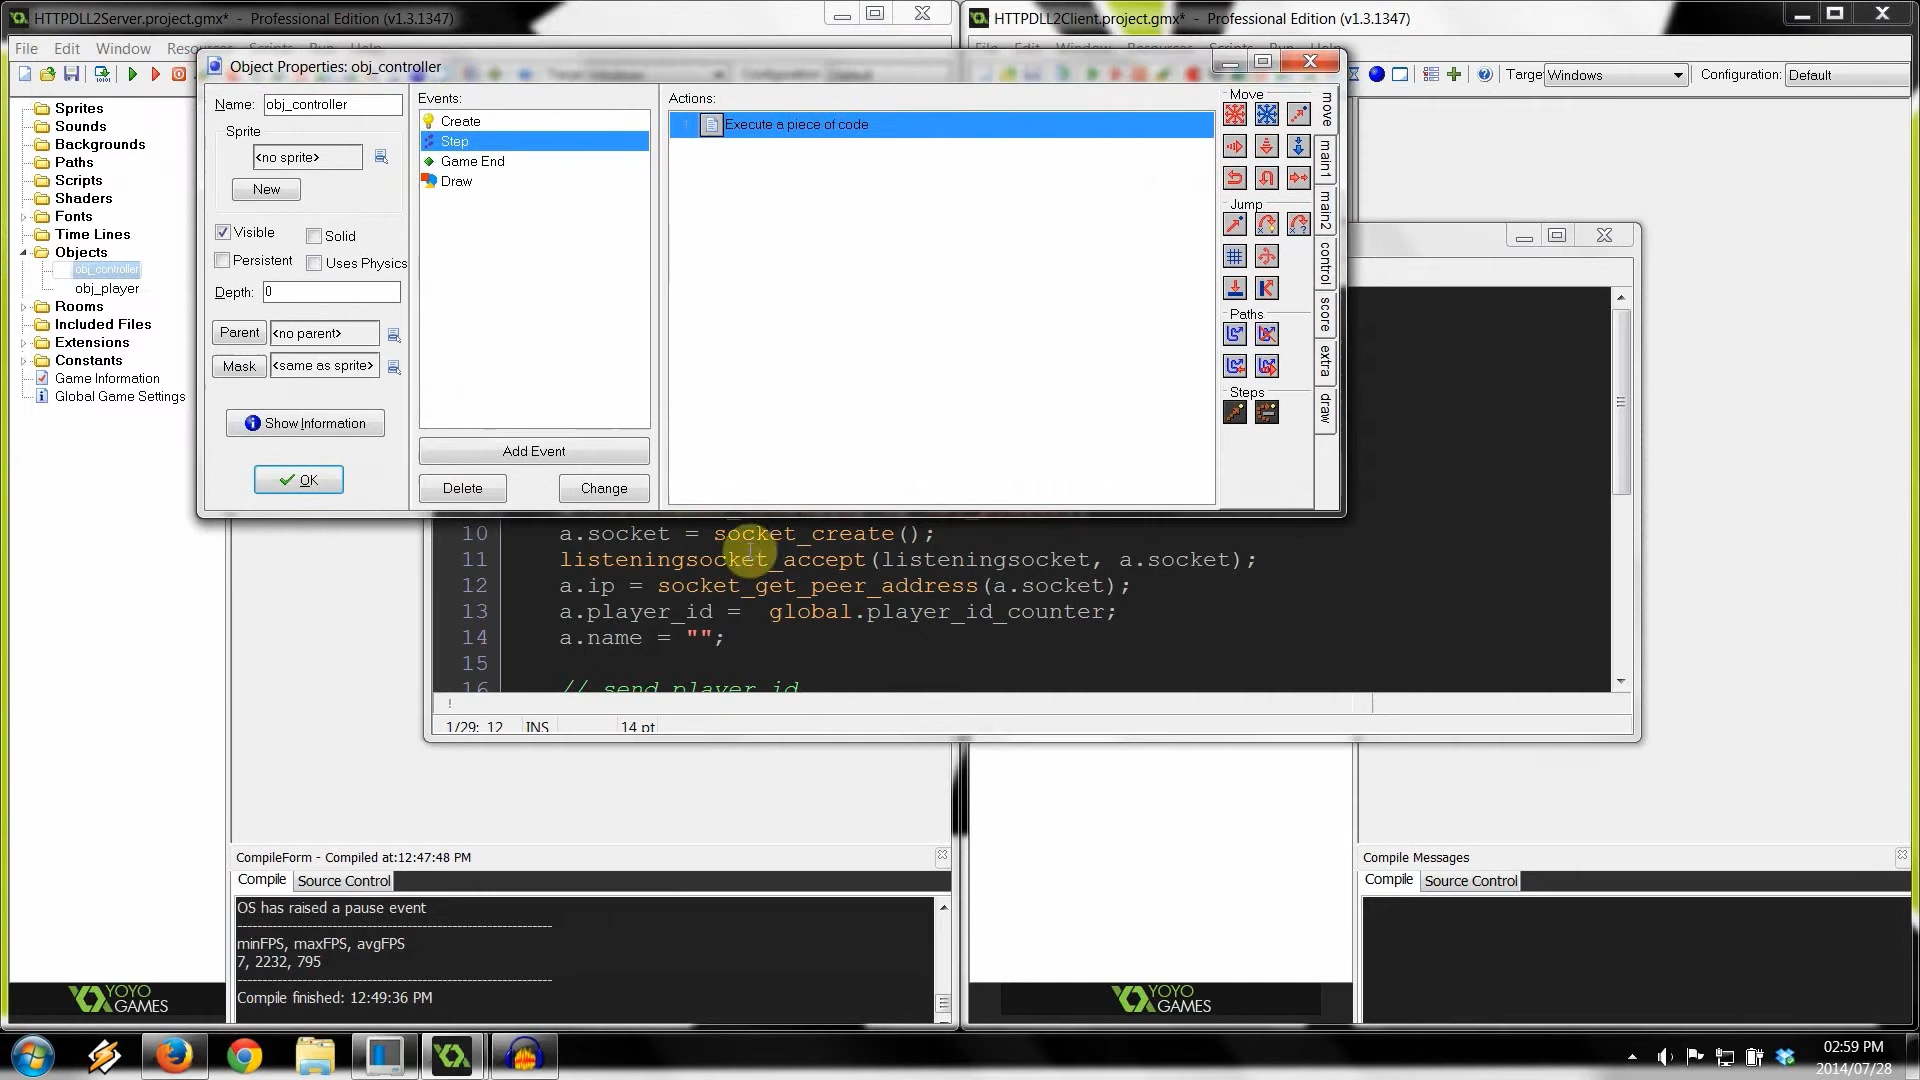 HTTPDLL2Server.project.gmx* - Professional Edition (v1.3.1347)
HTTPDLL2Client.project.gmx* - Professional Edition (v1.3.1347)
File Edit Window
Target Windows Configuration: Default
Object Properties: obj_controller
Name: obj_controller
Sprite
<no sprite>
New
Visible
Solid
Persistent
Uses Physics
Depth: 0
Parent <no parent>
Mask <same as sprite>
Show Information
OK
Events:
Create
Step
Game End
Draw
Add Event
Delete Change
Actions:
Execute a piece of code
Move
Jump
Paths
Steps
move
main1
main2
control
score
extra
draw
Sprites
Sounds
Backgrounds
Paths
Scripts
Shaders
Fonts
Time Lines
Objects
obj_controller
obj_player
Rooms
Included Files
Extensions
Constants
Game Information
Global Game Settings
10 a.socket = socket_create();
11 listeningsocket_accept(listeningsocket, a.socket);
12 a.ip = socket_get_peer_address(a.socket);
13 a.player_id = global.player_id_counter;
14 a.name = "";
15
16 // send player id
1/29: 12 INS 14 pt
CompileForm - Compiled at:12:47:48 PM
Compile Source Control
OS has raised a pause event
minFPS, maxFPS, avgFPS
7, 2232, 795
Compile finished: 12:49:36 PM
Compile Messages
Compile Source Control
YOYO
GAMES
YOYO
GAMES
02:59 PM
2014/07/28